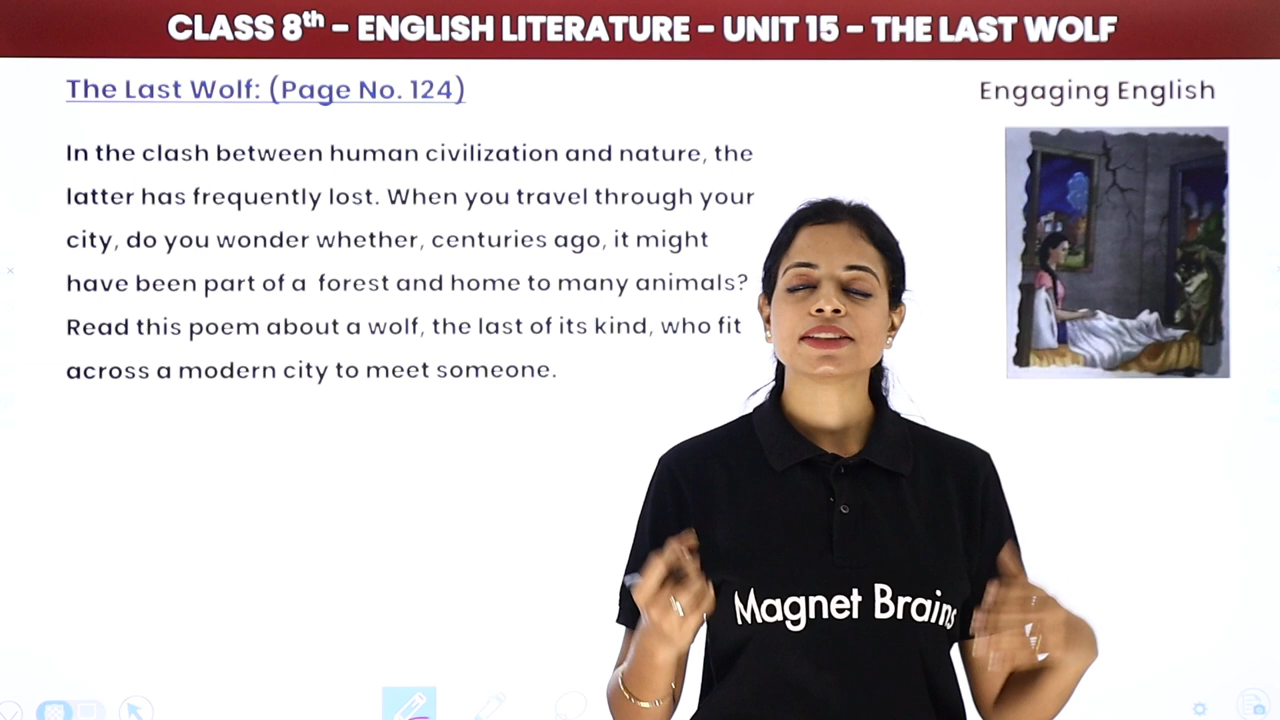 CLASS 8th - ENGLISH LITERATURE - UNIT 15 - THE LAST WOLF
The Last Wolf: (Page No. 124)
Engaging English
In the clash between human civilization and nature, the
latter has frequently lost. When you travel through your
city, do you wonder whether, centuries ago, it might
have been part of a forest and home to many animals?
Read this poem about a wolf, the last of its kind, who fit
across a modern city to meet someone.
Magnet Brains